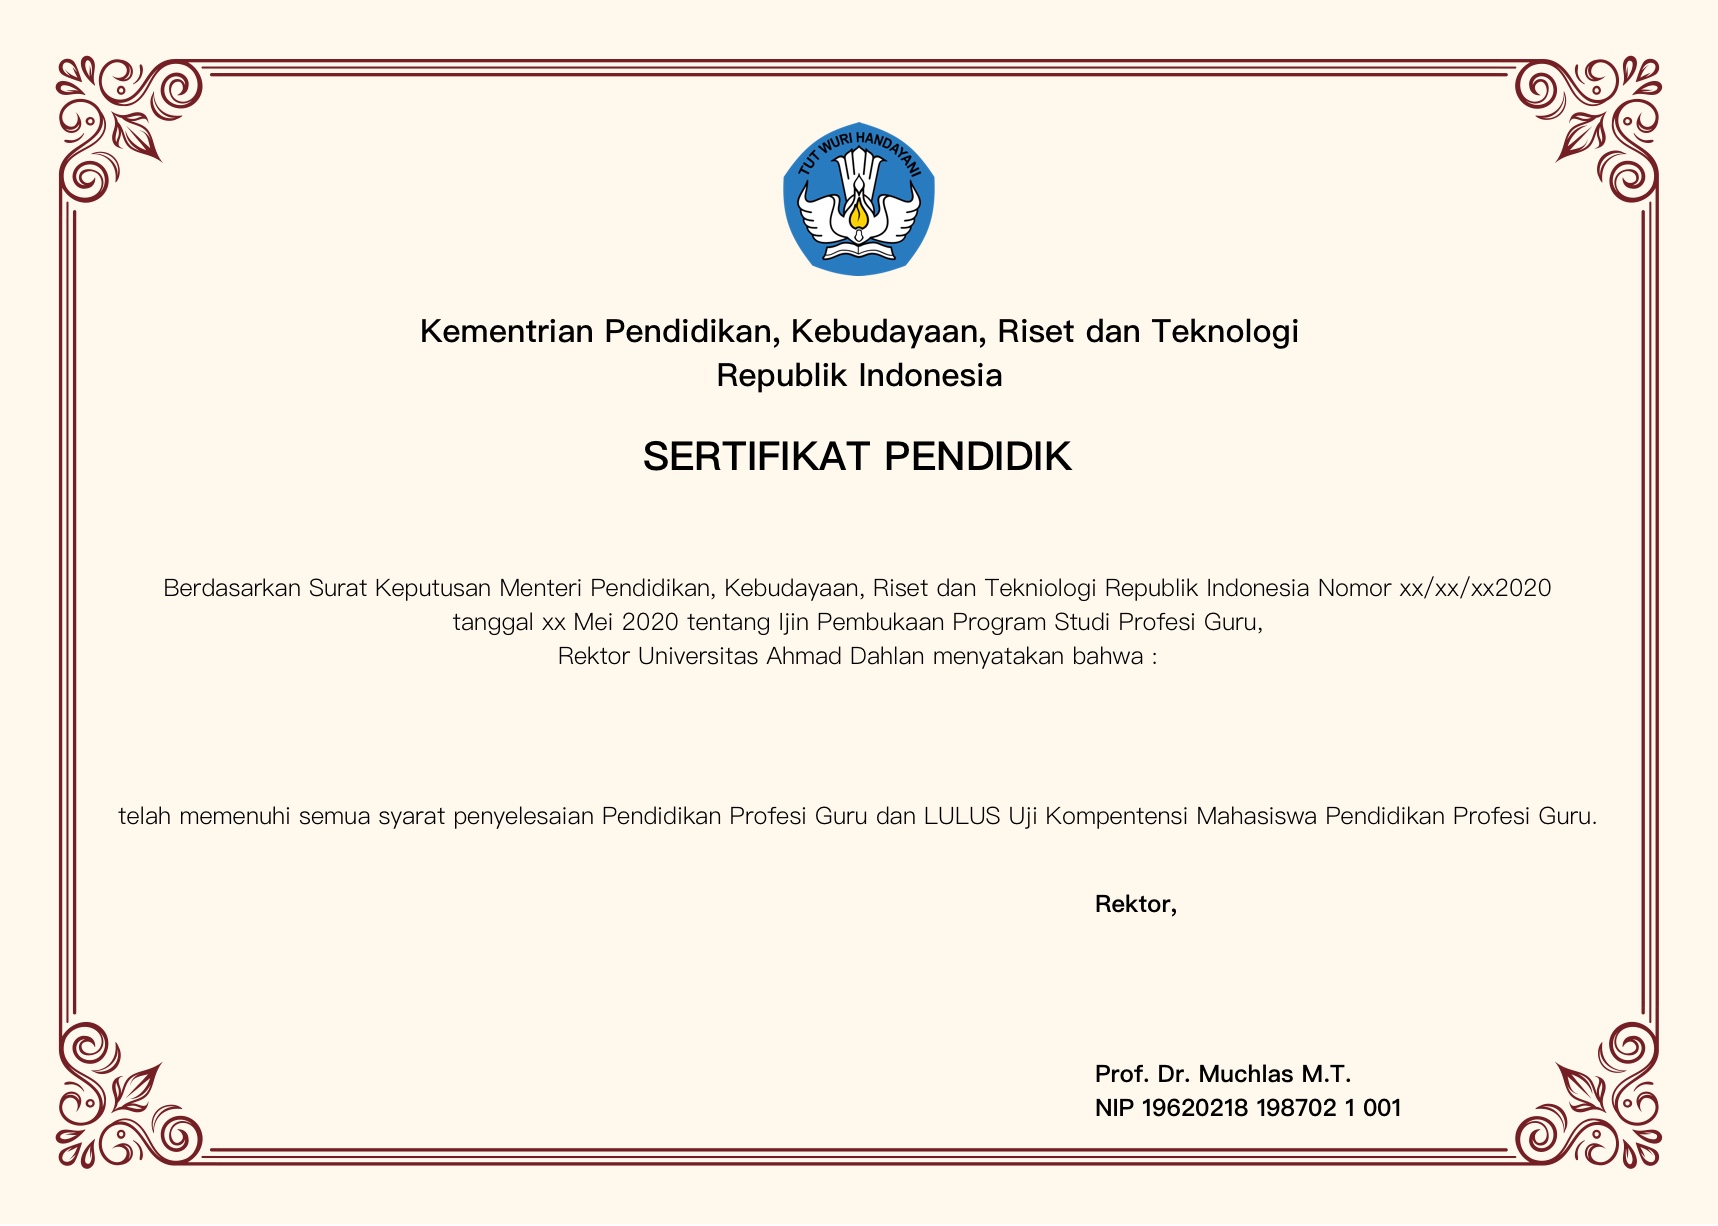 TUT WURI HANDAYANI
Kementrian Pendidikan, Kebudayaan, Riset dan Teknologi
Republik Indonesia
SERTIFIKAT PENDIDIK
Berdasarkan Surat Keputusan Menteri Pendidikan, Kebudayaan, Riset dan Tekniologi Republik Indonesia Nomor xx/xx/xx2020
tanggal xx Mei 2020 tentang Ijin Pembukaan Program Studi Profesi Guru,
Rektor Universitas Ahmad Dahlan menyatakan bahwa :
telah memenuhi semua syarat penyelesaian Pendidikan Profesi Guru dan LULUS Uji Kompentensi Mahasiswa Pendidikan Profesi Guru.
Rektor,
Prof. Dr. Muchlas M.T.
NIP 19620218 198702 1 001